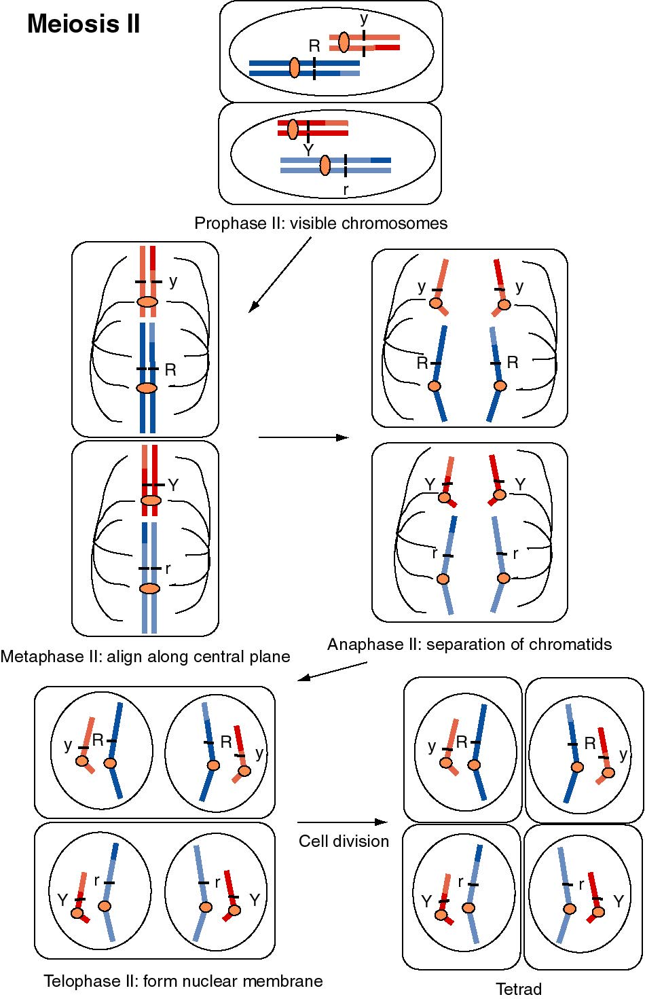 Meiosis II
y
R
Y
r
Prophase II: visible chromosomes
y
R
Y
r
Metaphase II: align along central plane
y y
R R
Y Y
r r
Anaphase II: separation of chromatids
y R R y
Y r r Y
Telophase II: form nuclear membrane
Cell division
y R R y
Y r r Y
Tetrad